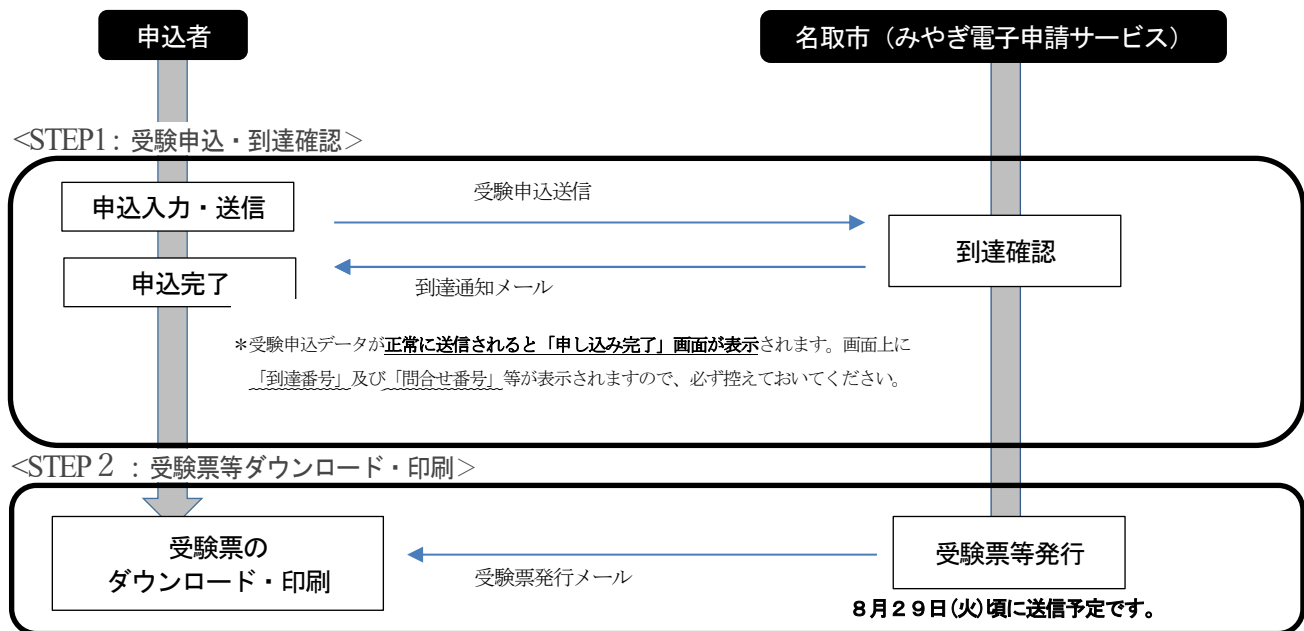 申込者
名取市（みやぎ電子申請サービス）
<STEP1：受験申込・到達確認>
申込入力・送信
受験申込送信
到達確認
申込完了
到達通知メール
＊受験申込データが正常に送信されると「申し込み完了」画面が表示されます。画面上に
「到達番号」及び「問合せ番号」等が表示されますので、必ず控えておいてください。
<STEP２：受験票等ダウンロード・印刷>
受験票の
ダウンロード・印刷
受験票発行メール
受験票等発行
８月２９日(火)頃に送信予定です。